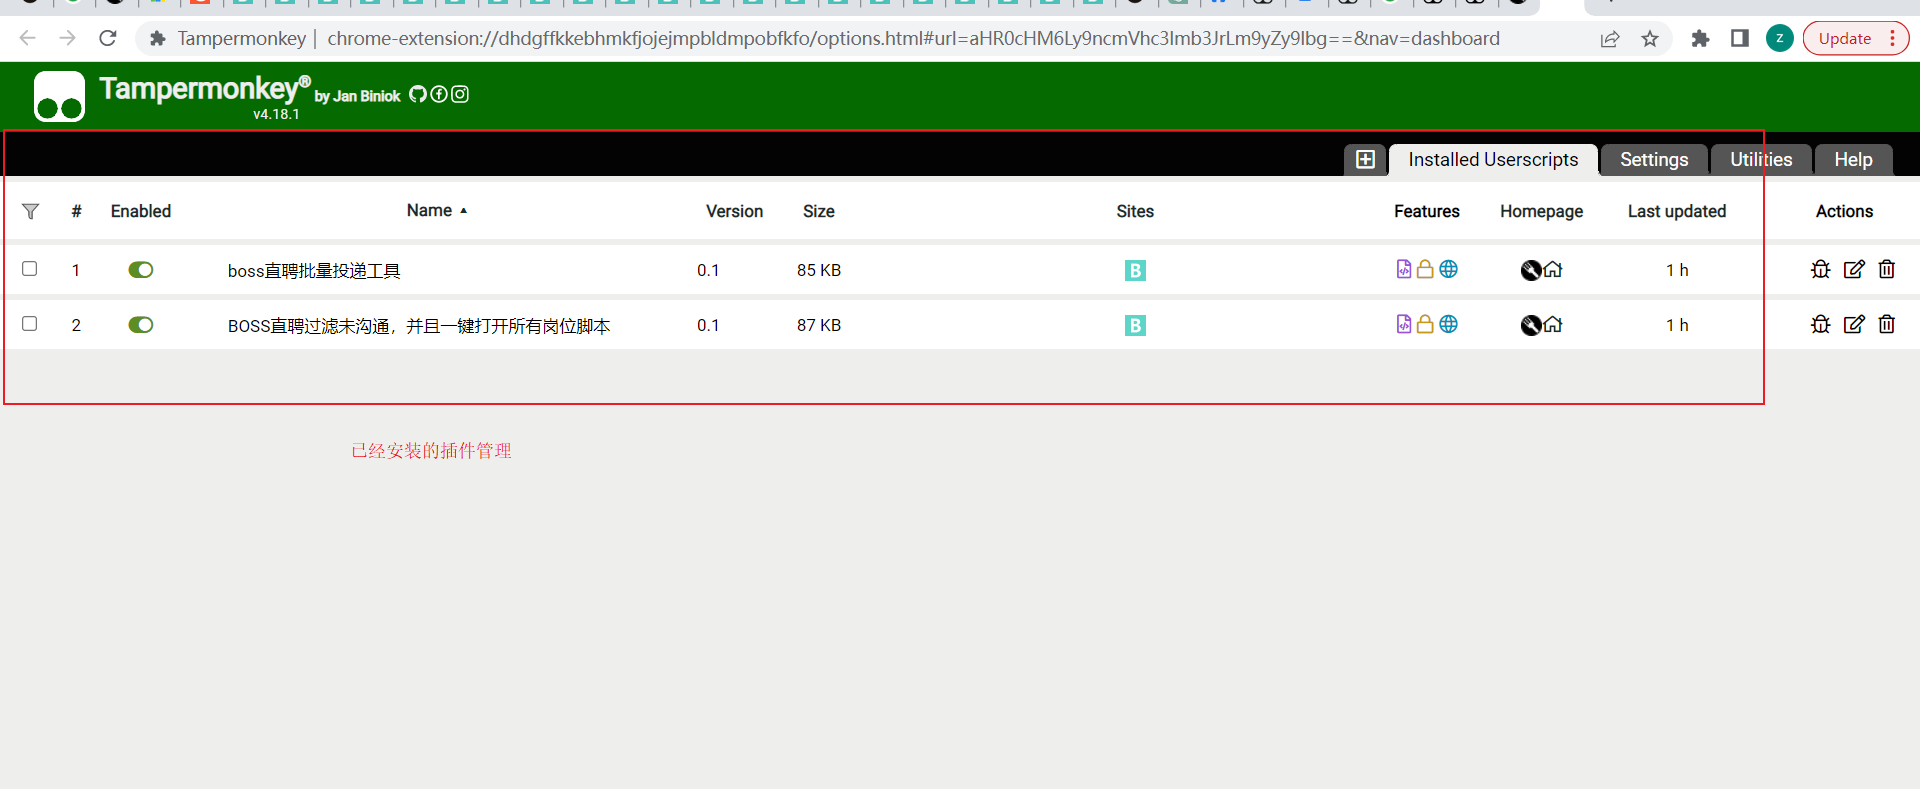 Tampermonkey | chrome-extension://dhdgffkkebhmkfjojejmpbldmpobfkfo/options.html#url=aHR0cHM6Ly9ncmVhc3lmb3JrLm9yZy9lbg==&nav=dashboard
z
Update
Tampermonkey® by Jan Biniok
v4.18.1
Installed Userscripts
Settings
Utilities
Help
# Enabled Name ▲ Version Size Sites Features Homepage Last updated Actions
1 boss直聘批量投递工具 0.1 85 KB B 1 h
2 BOSS直聘过滤未沟通，并且一键打开所有岗位脚本 0.1 87 KB B 1 h
已经安装的插件管理